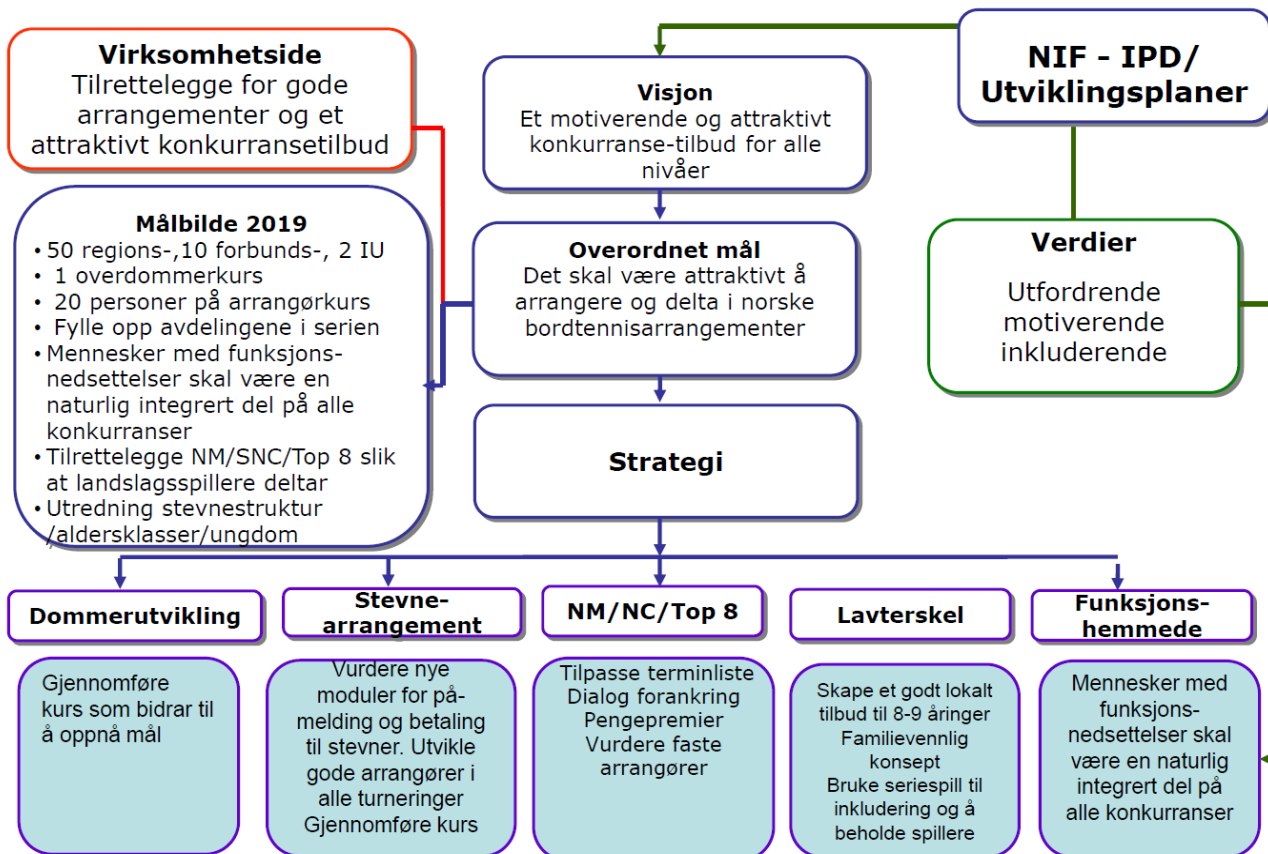 Virksomhetside
Tilrettelegge for gode
arrangementer og et
attraktivt konkurransetilbud
Visjon
Et motiverende og attraktivt
konkurranse-tilbud for alle
nivåer
NIF - IPD/
Utviklingsplaner
Målbilde 2019
• 50 regions-,10 forbunds-, 2 IU
• 1 overdommerkurs
• 20 personer på arrangørkurs
• Fylle opp avdelingene i serien
• Mennesker med funksjons-
nedsettelser skal være en
naturlig integrert del på alle
konkurranser
• Tilrettelegge NM/SNC/Top 8 slik
at landslagsspillere deltar
• Utredning stevnestruktur
/aldersklasser/ungdom
Overordnet mål
Det skal være attraktivt å
arrangere og delta i norske
bordtennisarrangementer
Verdier
Utfordrende
motiverende
inkluderende
Strategi
Dommerutvikling
Gjennomføre
kurs som bidrar til
å oppnå mål
Stevne-
arrangement
Vurdere nye
moduler for på-
melding og betaling
til stevner. Utvikle
gode arrangører i
alle turneringer
Gjennomføre kurs
NM/NC/Top 8
Tilpasse terminliste
Dialog forankring
Pengepremier
Vurdere faste
arrangører
Lavterskel
Skape et godt lokalt
tilbud til 8-9 åringer
Familievennlig
konsept
Bruke seriespill til
inkludering og å
beholde spillere
Funksjons-
hemmede
Mennesker med
funksjons-
nedsettelser skal
være en naturlig
integrert del på
alle konkurranser